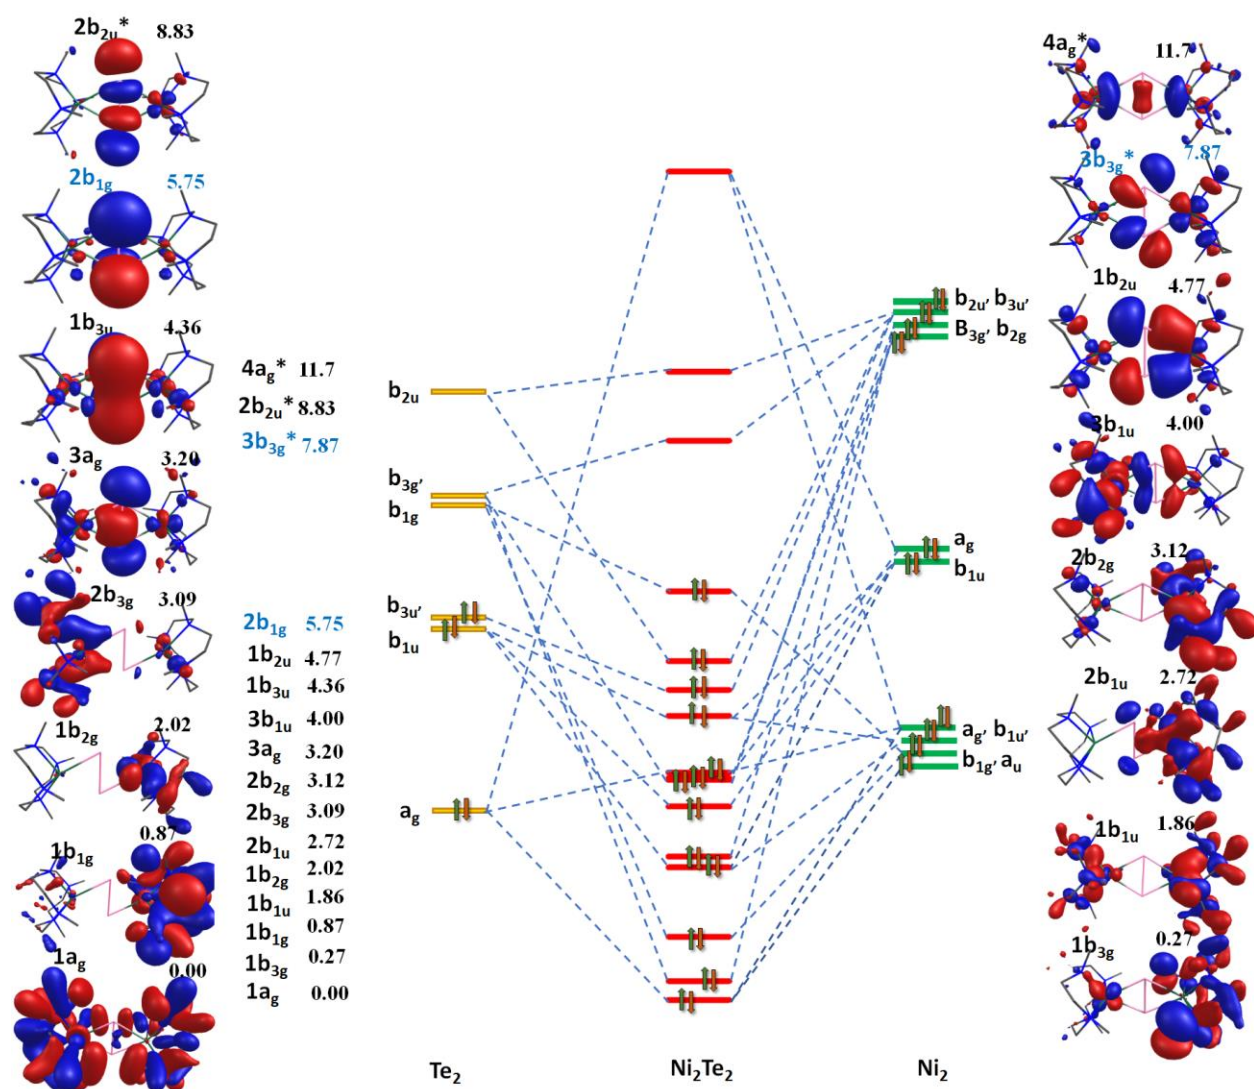 2b₂ᵤ* 8.83
2b₁g 5.75
1b₃ᵤ 4.36
3ag 3.20
2b₃g 3.09
1b₂g 2.02
1b₁g 0.87
1ag 0.00
4ag* 11.7
2b₂ᵤ* 8.83
3b₃g* 7.87
2b₁g 5.75
1b₂ᵤ 4.77
1b₃ᵤ 4.36
3b₁ᵤ 4.00
3ag 3.20
2b₂g 3.12
2b₃g 3.09
2b₁ᵤ 2.72
1b₂g 2.02
1b₁ᵤ 1.86
1b₁g 0.87
1b₃g 0.27
1ag 0.00
b₂ᵤ
b₃g,
b₁g
b₃ᵤ,
b₁ᵤ
ag
Te₂
Ni₂Te₂
Ni₂
b₂ᵤ, b₃ᵤ,
B₃g, b₂g
ag
b₁ᵤ
ag, b₁ᵤ,
b₁g, aᵤ
4ag* 11.7
3b₃g* 7.87
1b₂ᵤ 4.77
3b₁ᵤ 4.00
2b₂g 3.12
2b₁ᵤ 2.72
1b₁ᵤ 1.86
1b₃g 0.27